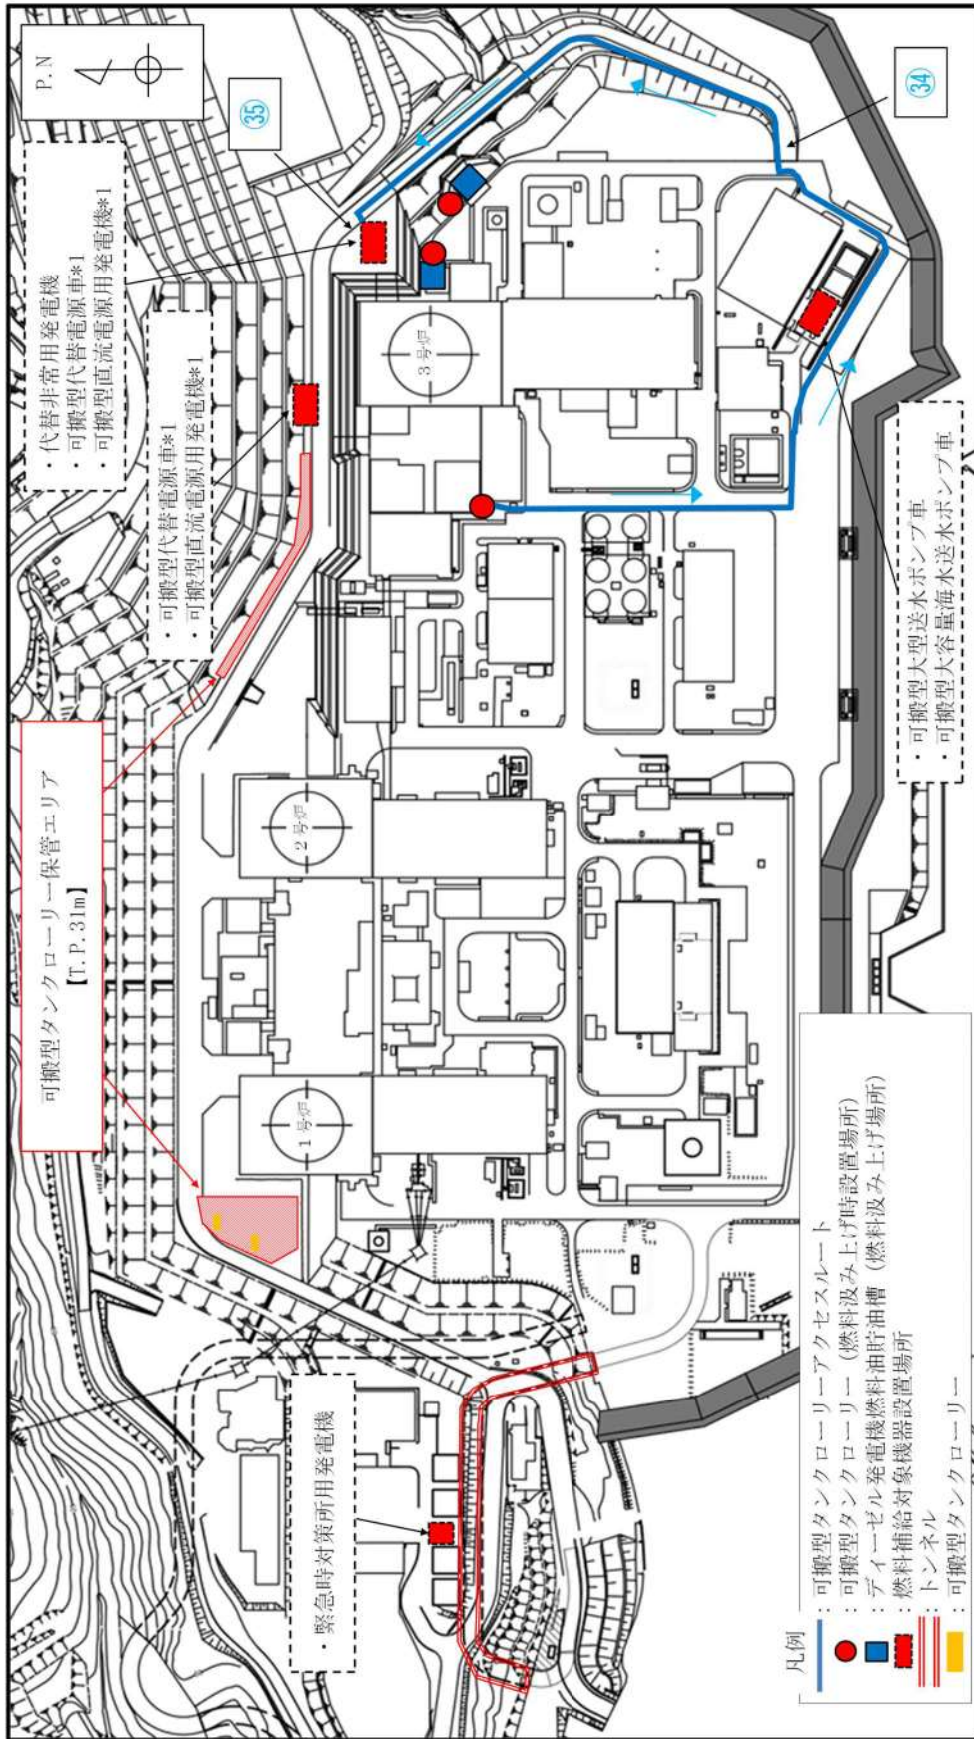 P.N
・代替非常用発電機
・可搬型代替電源車*1
・可搬型直流電源用発電機*1
㉟
・可搬型代替電源車*1
・可搬型直流電源用発電機*1
可搬型タンクローリー保管エリア
【T.P.31m】
・緊急時対策所用発電機
1号炉
2号炉
3号炉
㉞
・可搬型大型送水ポンプ車
・可搬型大容量海水送水ポンプ車
凡例
：可搬型タンクローリーアクセスルート
：可搬型タンクローリー（燃料汲み上げ時設置場所）
：ディーゼル発電機燃料油貯油槽（燃料汲み上げ場所）
：燃料補給対象機器設置場所
：トンネル
：可搬型タンクローリー